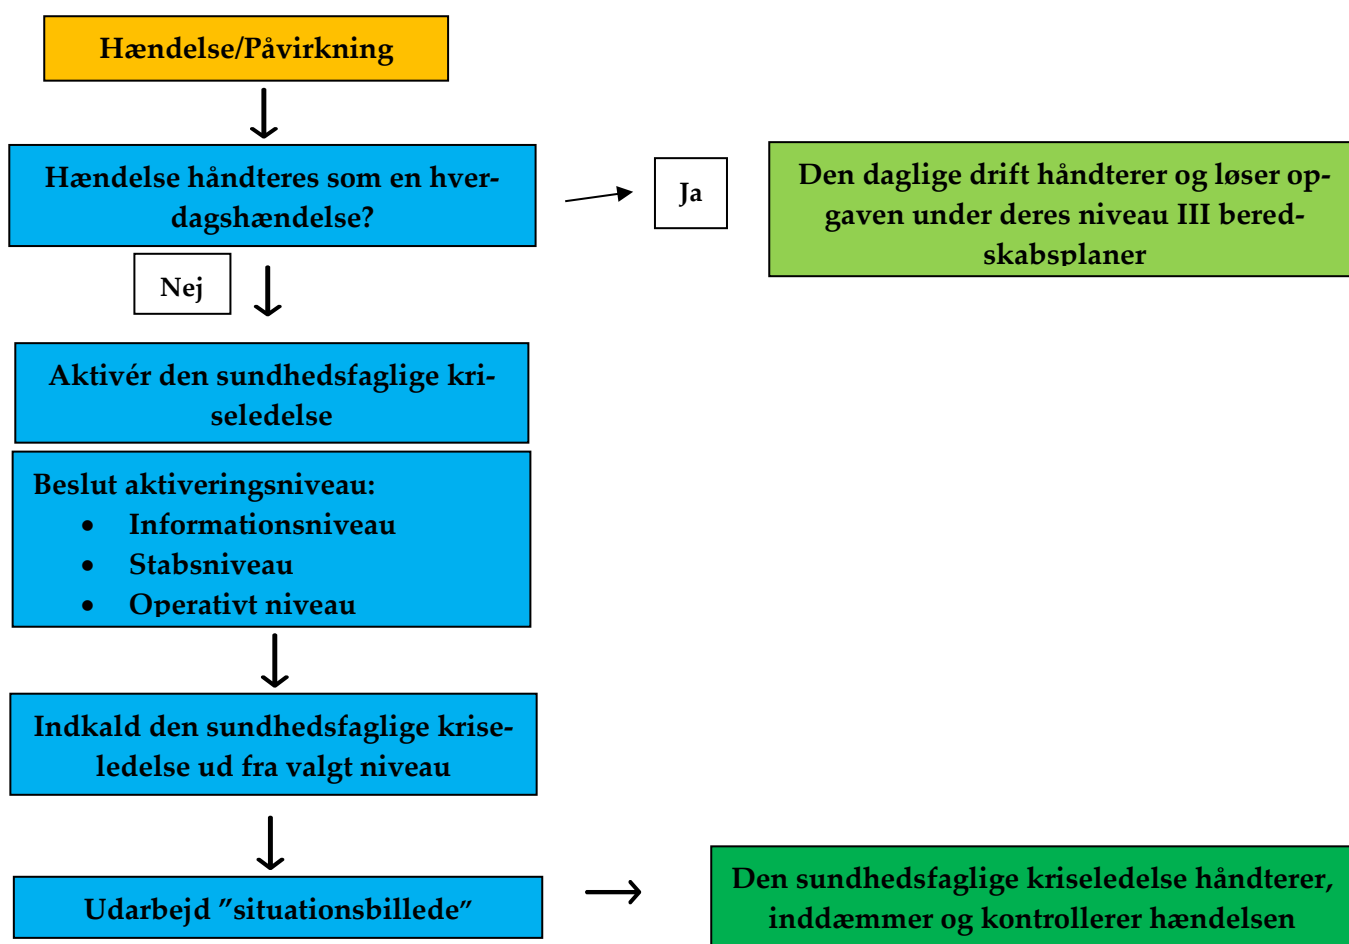 Hændelse/Påvirkning
Hændelse håndteres som en hver-
dagshændelse?
Ja
Den daglige drift håndterer og løser op-
gaven under deres niveau III bered-
skabsplaner
Nej
Aktivér den sundhedsfaglige kri-
seledelse
Beslut aktiveringsniveau:
• Informationsniveau
• Stabsniveau
• Operativt niveau
Indkald den sundhedsfaglige krise-
ledelse ud fra valgt niveau
Udarbejd ”situationsbillede”
Den sundhedsfaglige kriseledelse håndterer,
inddæmmer og kontrollerer hændelsen